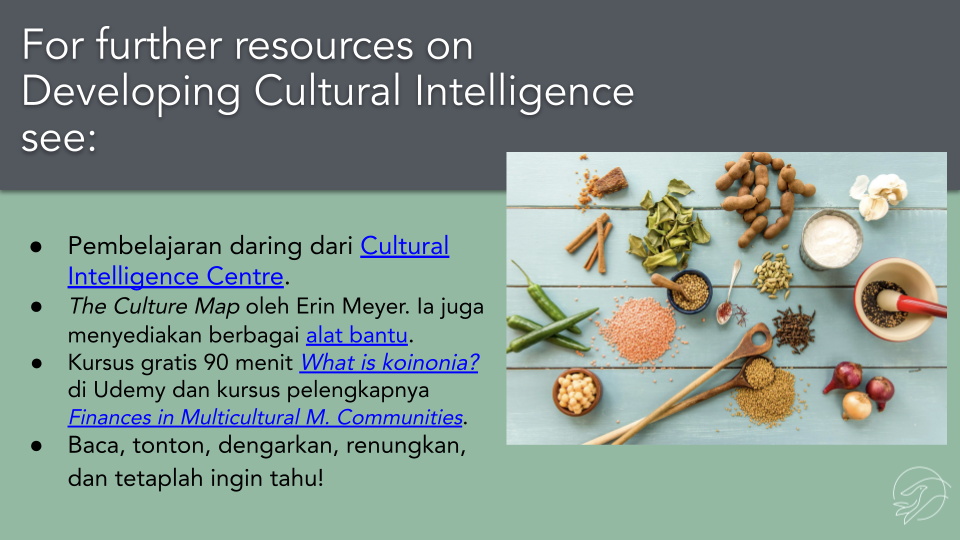 For further resources on
Developing Cultural Intelligence
see:
● Pembelajaran daring dari Cultural
Intelligence Centre.
● The Culture Map oleh Erin Meyer. Ia juga
menyediakan berbagai alat bantu.
● Kursus gratis 90 menit What is koinonia?
di Udemy dan kursus pelengkapnya
Finances in Multicultural M. Communities.
● Baca, tonton, dengarkan, renungkan,
dan tetaplah ingin tahu!